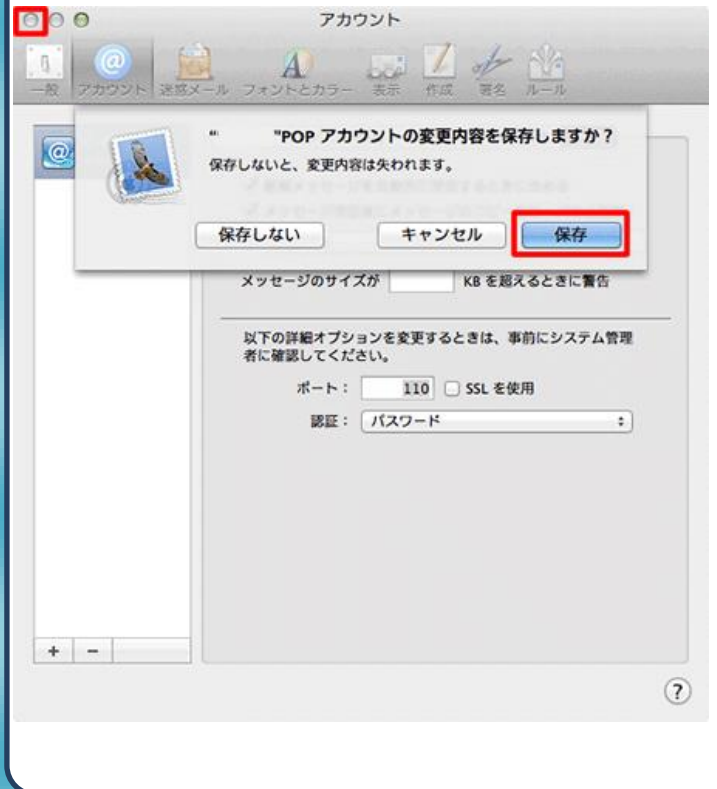 アカウント
一般 アカウント 迷惑メール フォントとカラー 表示 作成 署名 ルール
" "POP アカウントの変更内容を保存しますか？
保存しないと、変更内容は失われます。
保存しない キャンセル 保存
メッセージのサイズが KB を超えるときに警告
以下の詳細オプションを変更するときは、事前にシステム管理
者に確認してください。
ポート： 110 SSL を使用
認証： パスワード
+ −
?